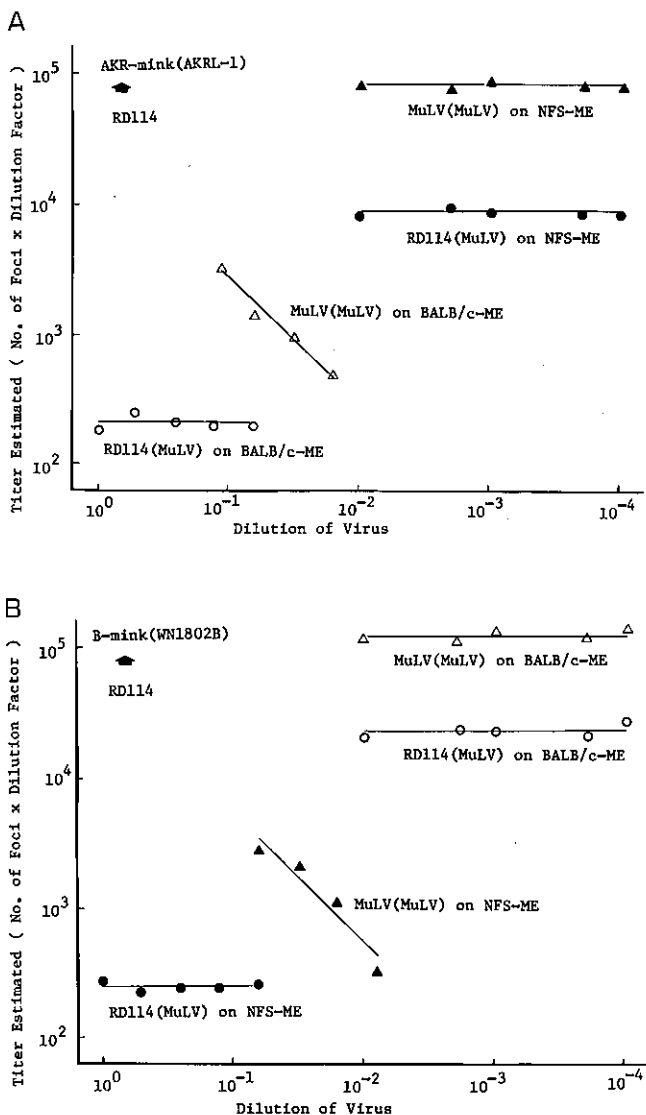 A
Titer Estimated ( No. of Foci x Dilution Factor )
10^5
10^4
10^3
10^2
AKR-mink(AKRL-1)
RD114
MuLV(MuLV) on NFS-ME
RD114(MuLV) on NFS-ME
MuLV(MuLV) on BALB/c-ME
RD114(MuLV) on BALB/c-ME
10^0 10^-1 10^-2 10^-3 10^-4
Dilution of Virus
B
Titer Estimated ( No. of Foci x Dilution Factor )
10^5
10^4
10^3
10^2
B-mink(WN1802B)
RD114
MuLV(MuLV) on BALB/c-ME
RD114(MuLV) on BALB/c-ME
MuLV(MuLV) on NFS-ME
RD114(MuLV) on NFS-ME
10^0 10^-1 10^-2 10^-3 10^-4
Dilution of Virus